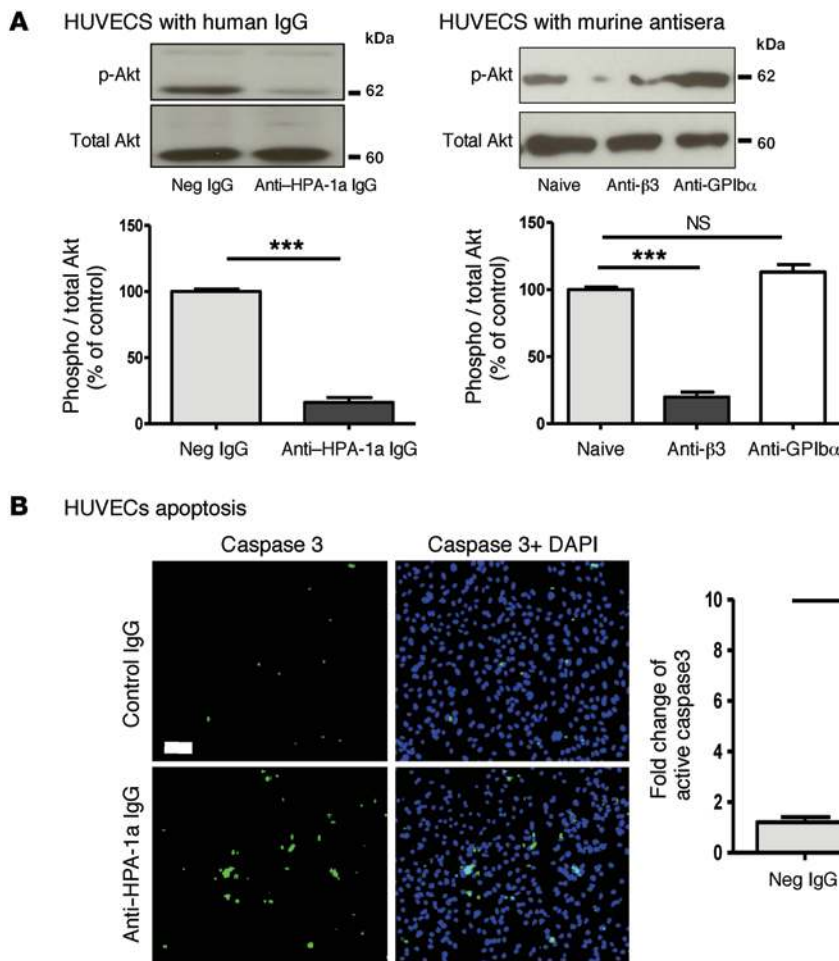 A HUVECS with human IgG
kDa
p-Akt
62
Total Akt
60
Neg IgG Anti–HPA-1a IgG
HUVECS with murine antisera
kDa
p-Akt
62
Total Akt
60
Naive Anti-β3 Anti-GPIbα
Phospho / total Akt
(% of control)
150
100
50
0
***
Neg IgG Anti–HPA-1a IgG
Phospho / total Akt
(% of control)
150
100
50
0
NS
***
Naive Anti-β3 Anti-GPIbα
B HUVECs apoptosis
Caspase 3 Caspase 3+ DAPI
Control IgG
Anti–HPA-1a IgG
Fold change of
active caspase3
10
8
6
4
2
0
Neg IgG